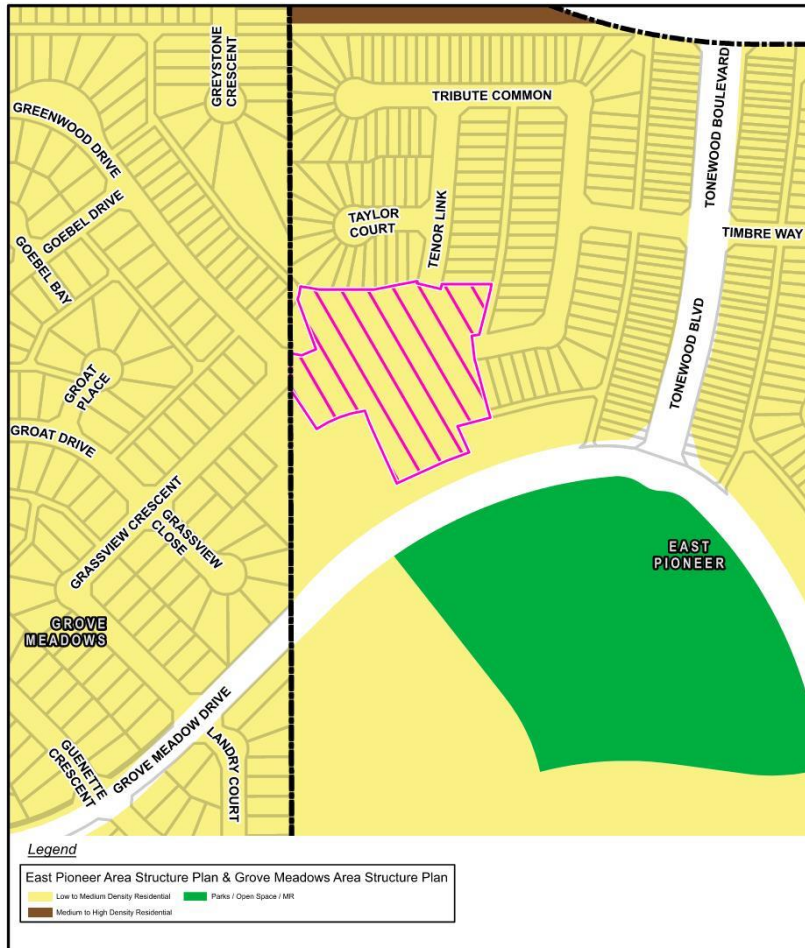 GREYSTONE
CRESCENT
TRIBUTE COMMON
TONEWOOD BOULEVARD
GREENWOOD DRIVE
GOEBEL DRIVE
GOEBEL BAY
TAYLOR
COURT
TENOR LINK
TIMBRE WAY
TONEWOOD BLVD
GROAT
PLACE
GROAT DRIVE
GRASSVIEW CRESCENT
GRASSVIEW
CLOSE
EAST
PIONEER
GROVE
MEADOWS
GROVE MEADOW DRIVE
LANDRY COURT
GUENETTE
CRESCENT
Legend
East Pioneer Area Structure Plan & Grove Meadows Area Structure Plan
Low to Medium Density Residential
Parks / Open Space / MR
Medium to High Density Residential